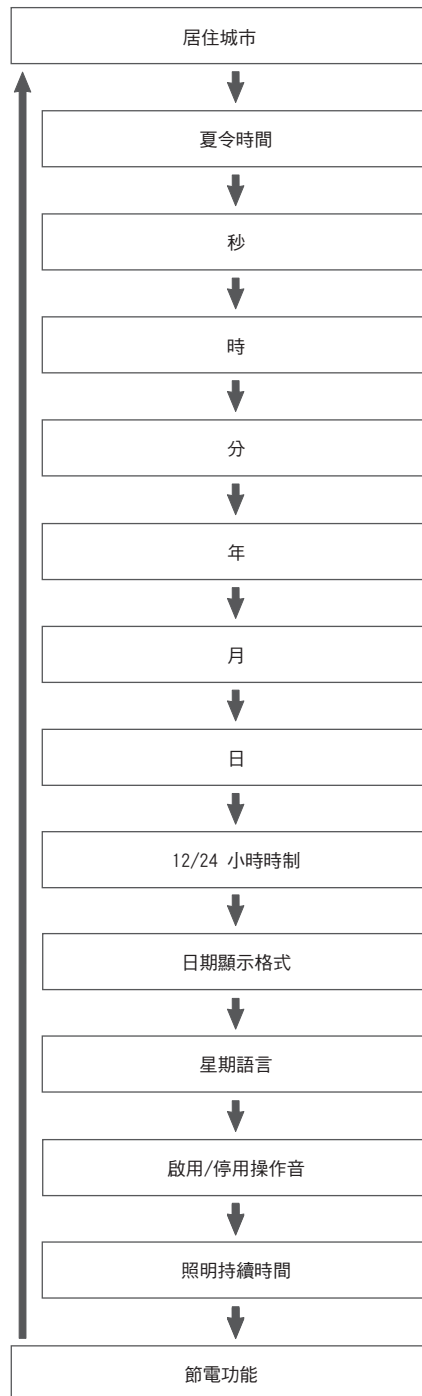 居住城市
夏令時間
秒
時
分
年
月
日
12/24 小時時制
日期顯示格式
星期語言
啟用/停用操作音
照明持續時間
節電功能